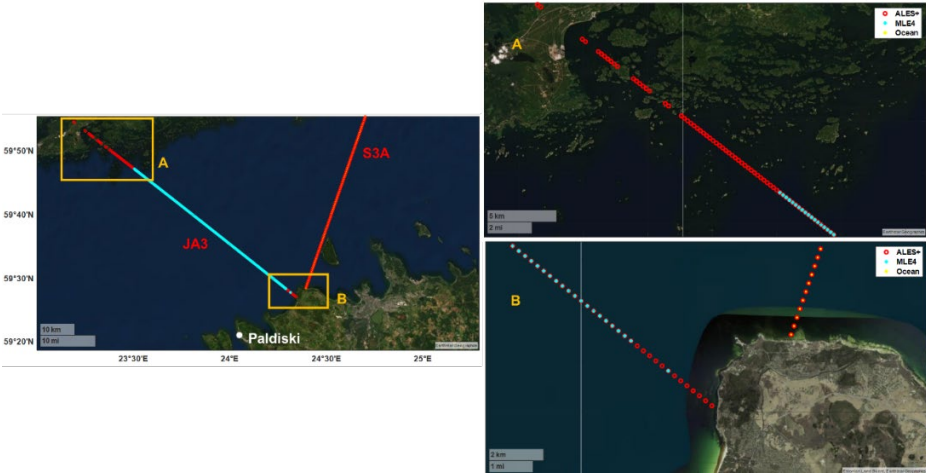 59°50'N
59°40'N
59°30'N
59°20'N
23°30'E
24°E
24°30'E
25°E
A
JA3
S3A
B
Paldiski
10 km
10 mi
A
ALES+
MLE4
Ocean
5 km
2 mi
B
ALES+
MLE4
Ocean
2 km
1 mi